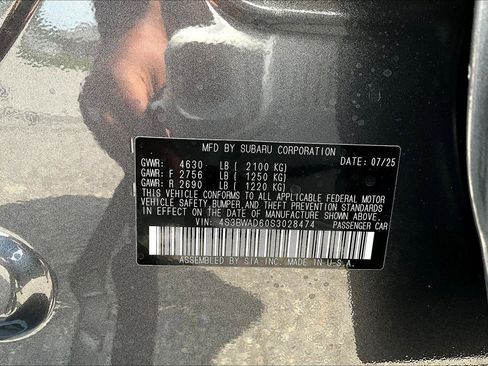 MFD BY SUBARU CORPORATION DATE: 07/25
GVWR: 4630 LB ( 2100 KG)
GAWR: F 2756 LB ( 1250 KG)
GAWR: R 2690 LB ( 1220 KG)
THIS VEHICLE CONFORMS TO ALL APPLICABLE FEDERAL MOTOR
VEHICLE SAFETY,BUMPER,AND THEFT PREVENTION STANDARDS
IN EFFECT ON THE DATE OF MANUFACTURE SHOWN ABOVE.
VIN: 4S3BWAD60S3028474 PASSENGER CAR
ASSEMBLED BY SIA,INC. MADE IN U.S.A.